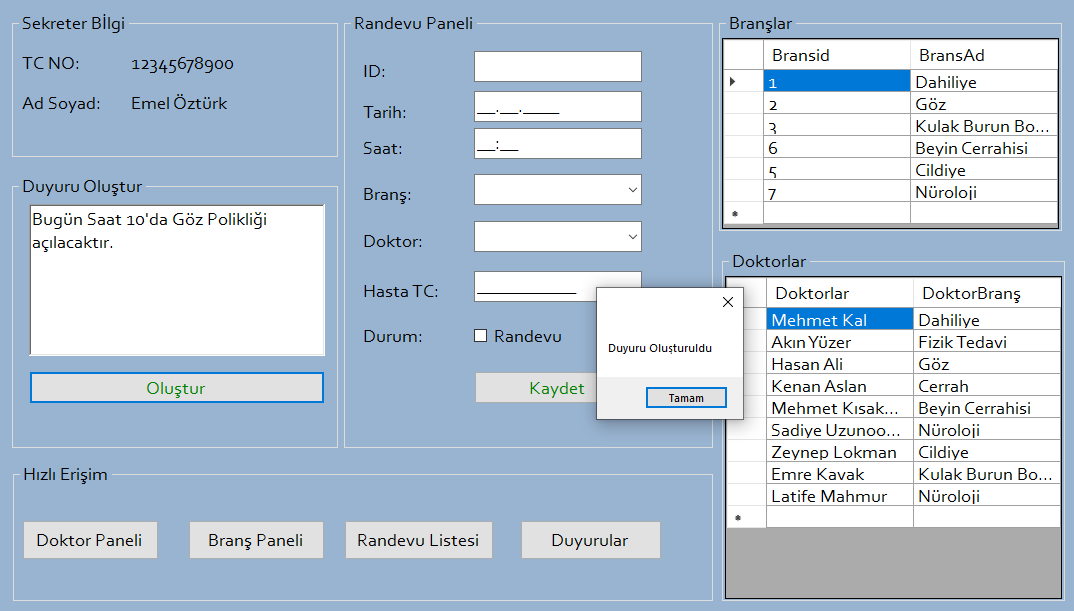 Sekreter Bİlgi
TC NO: 12345678900
Ad Soyad: Emel Öztürk
Duyuru Oluştur
Bugün Saat 10'da Göz Polikliği
açılacaktır.
Oluştur
Randevu Paneli
ID:
Tarih: __.__.____
Saat: __:__
Branş:
Doktor:
Hasta TC: ___________
Durum: Randevu
Kaydet
Duyuru Oluşturuldu
Tamam
Branşlar
Bransid BransAd
1 Dahiliye
2 Göz
3 Kulak Burun Bo...
6 Beyin Cerrahisi
5 Cildiye
7 Nüroloji
Doktorlar
Doktorlar DoktorBranş
Mehmet Kal Dahiliye
Akın Yüzer Fizik Tedavi
Hasan Ali Göz
Kenan Aslan Cerrah
Mehmet Kısak... Beyin Cerrahisi
Sadiye Uzunoo... Nüroloji
Zeynep Lokman Cildiye
Emre Kavak Kulak Burun Bo...
Latife Mahmur Nüroloji
Hızlı Erişim
Doktor Paneli Branş Paneli Randevu Listesi Duyurular